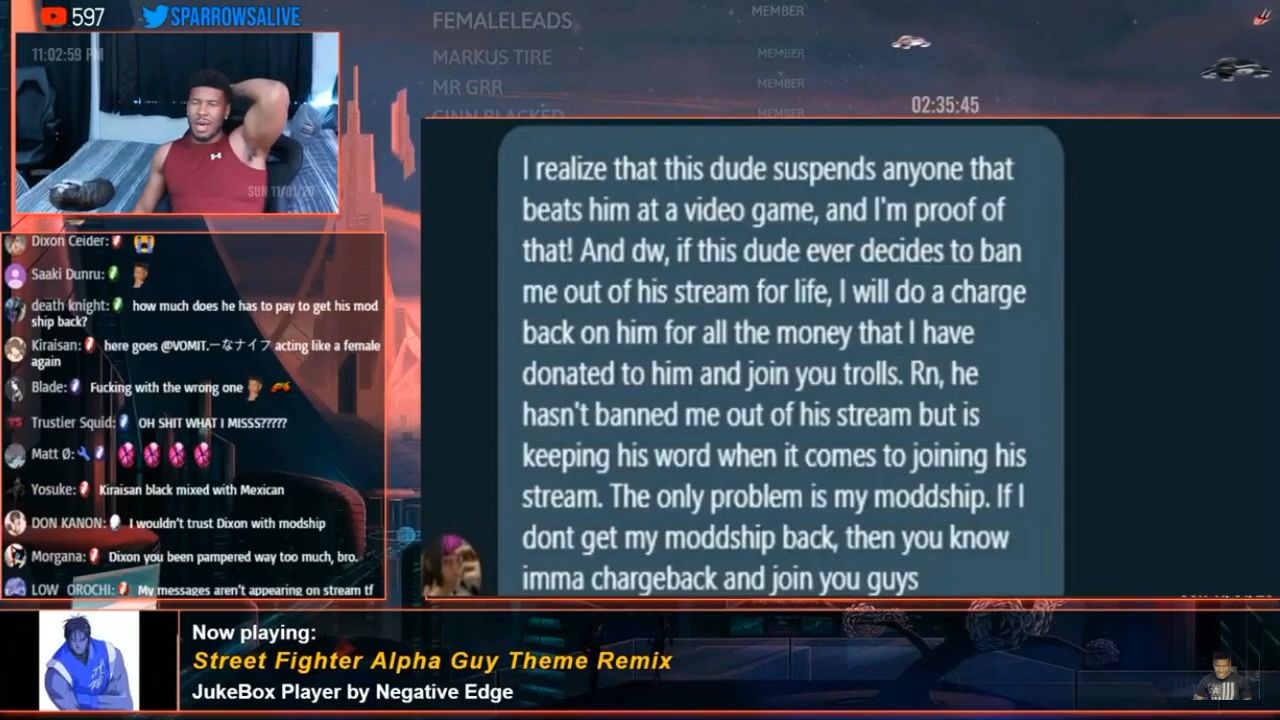 597
SPARROWSALIVE
11:02:59 PM
SUN 11/01/20
FEMALELEADS MEMBER
MARKUS TIRE MEMBER
MR GRR MEMBER
GINN BLACKED MEMBER
02:35:45
I realize that this dude suspends anyone that
beats him at a video game, and I'm proof of
that! And dw, if this dude ever decides to ban
me out of his stream for life, I will do a charge
back on him for all the money that I have
donated to him and join you trolls. Rn, he
hasn't banned me out of his stream but is
keeping his word when it comes to joining his
stream. The only problem is my moddship. If I
dont get my moddship back, then you know
imma chargeback and join you guys
Dixon Ceider:
Saaki Dunru:
death knight: how much does he has to pay to get his mod
ship back?
Kiraisan: here goes @VOMIT.ーなナイフ acting like a female
again
Blade: Fucking with the wrong one
Trustier Squid: OH SHIT WHAT I MISSS?????
Matt Ø:
Yosuke: Kiraisan black mixed with Mexican
DON KANON: I wouldn't trust Dixon with modship
Morgana: Dixon you been pampered way too much, bro.
LOW OROCHI: My messages aren't appearing on stream tf
Now playing:
Street Fighter Alpha Guy Theme Remix
JukeBox Player by Negative Edge